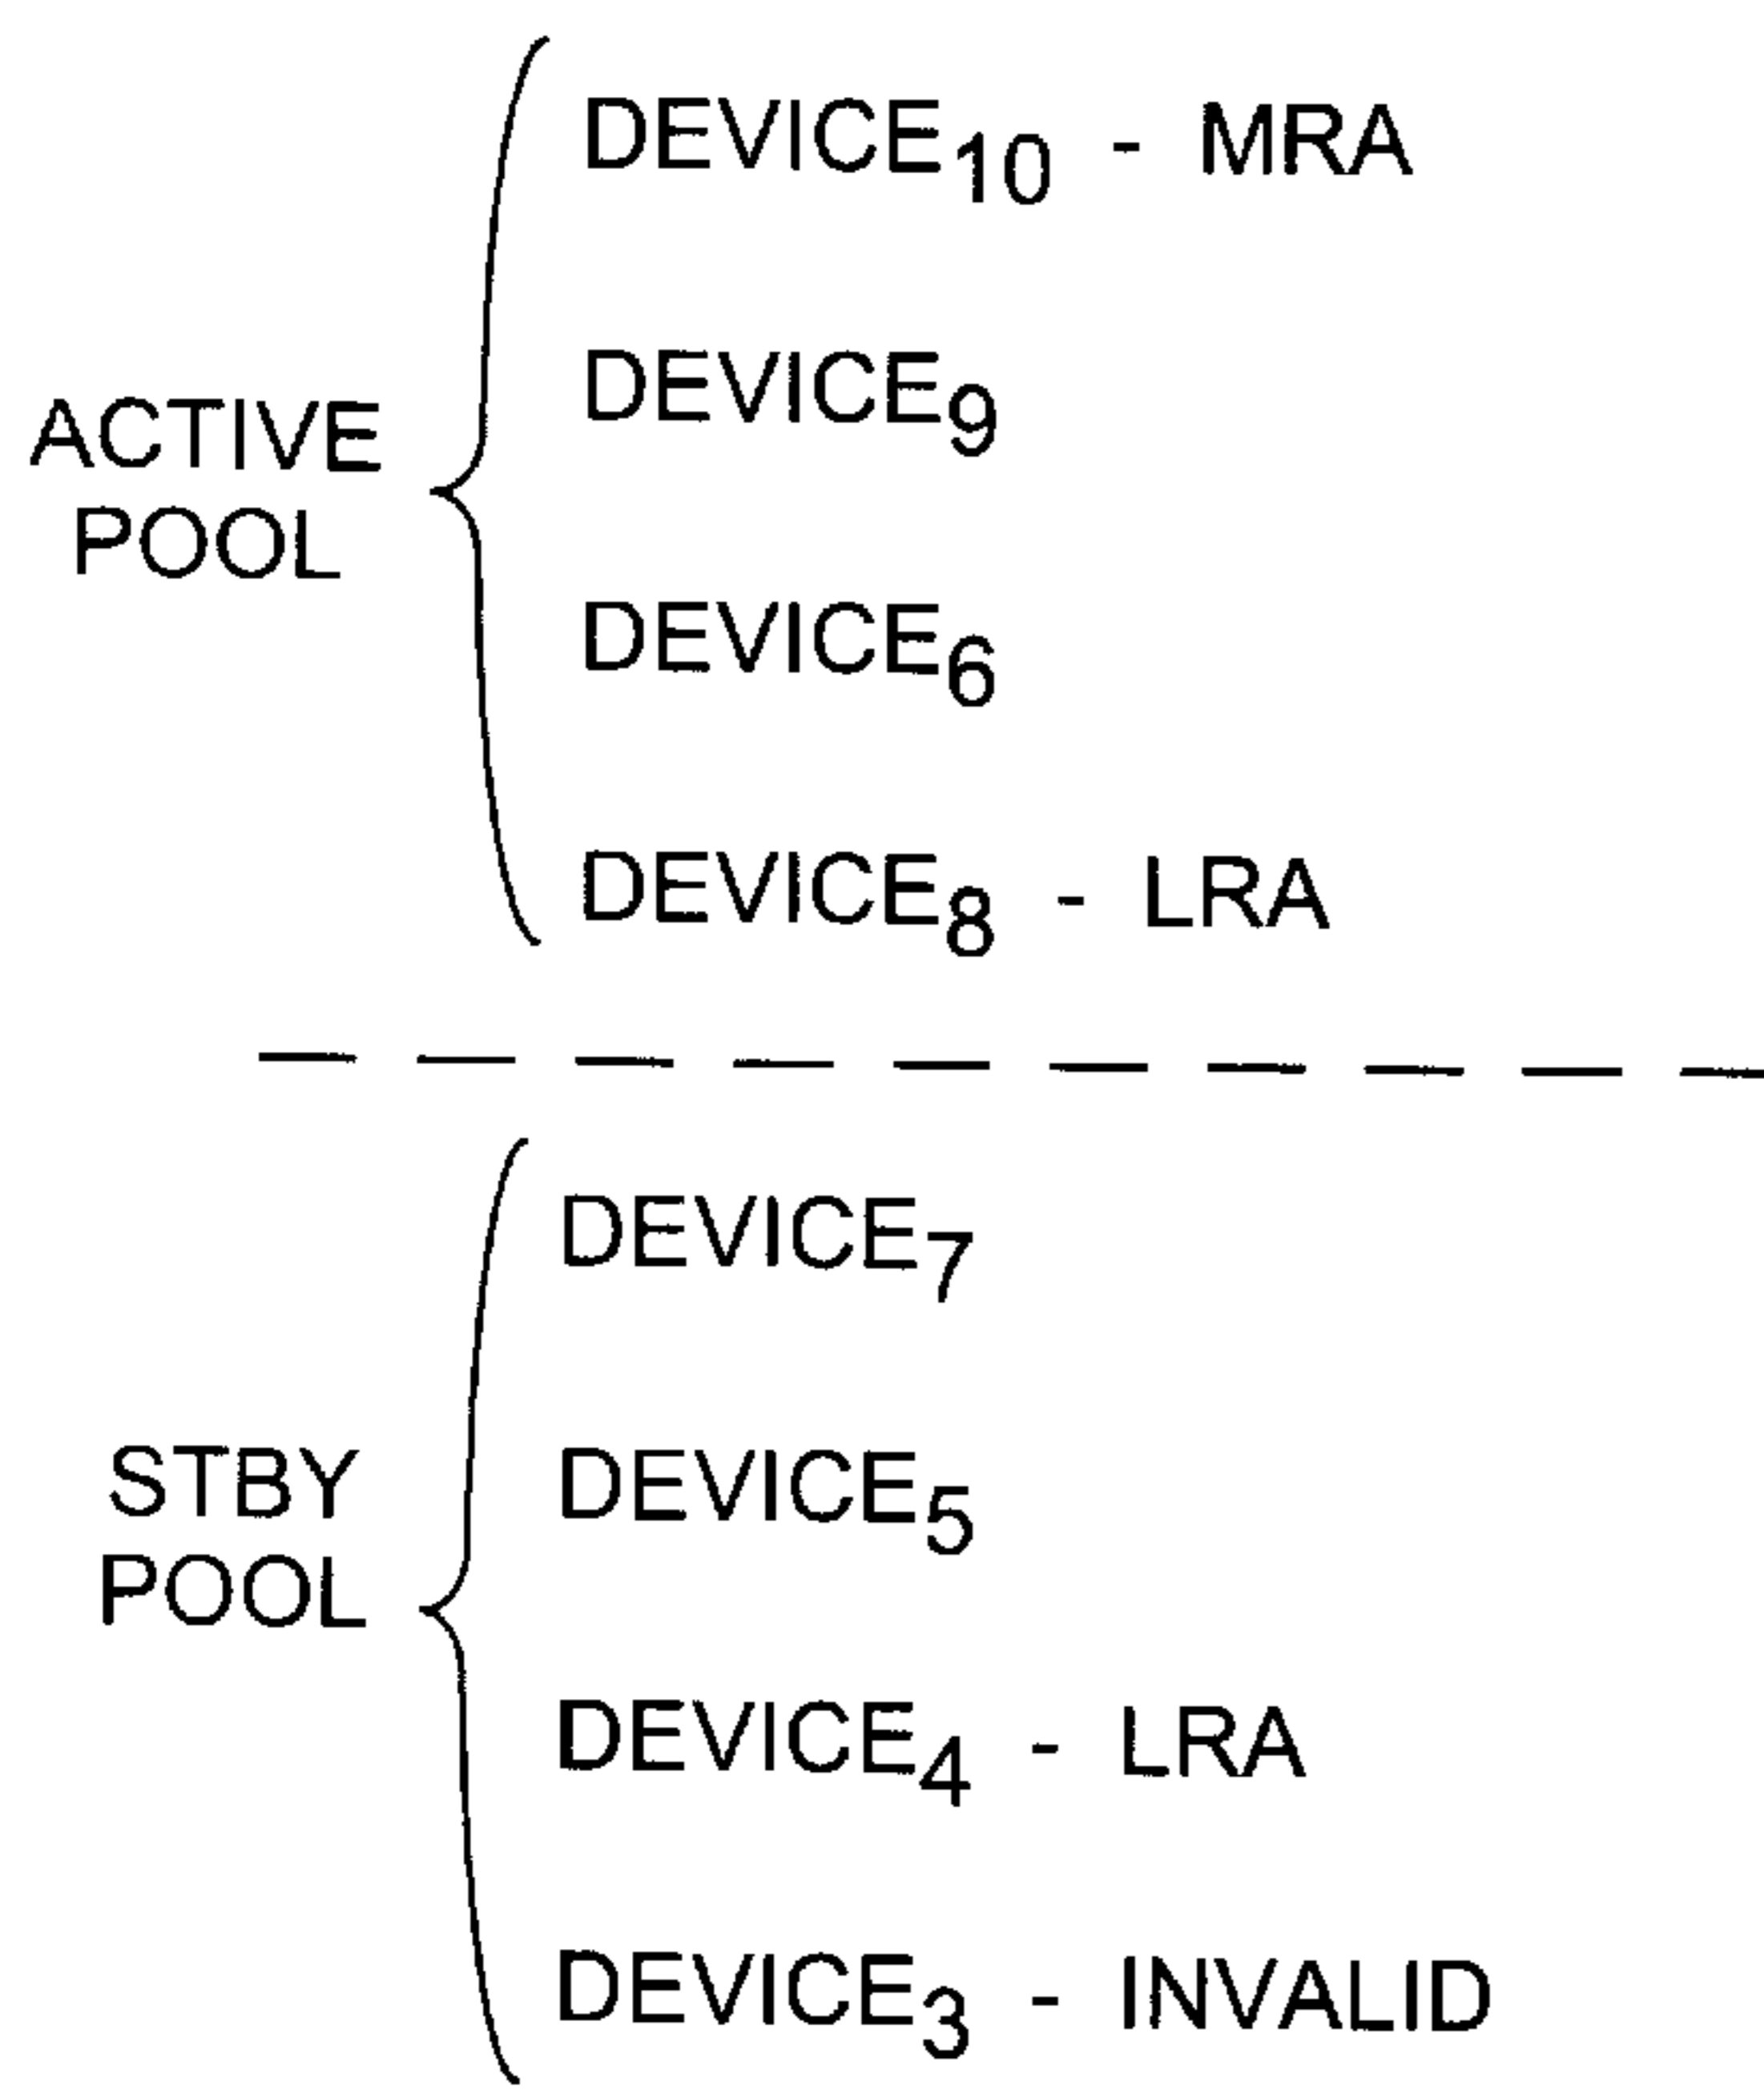 DEVICE10 - MRA
DEVICE9
ACTIVE
POOL
DEVICE6
DEVICE8 - LRA
DEVICE7
DEVICE5
STBY
POOL
DEVICE4 - LRA
DEVICE3 - INVALID